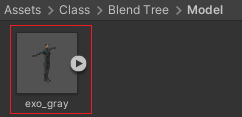 Assets > Class > Blend Tree > Model
exo_gray